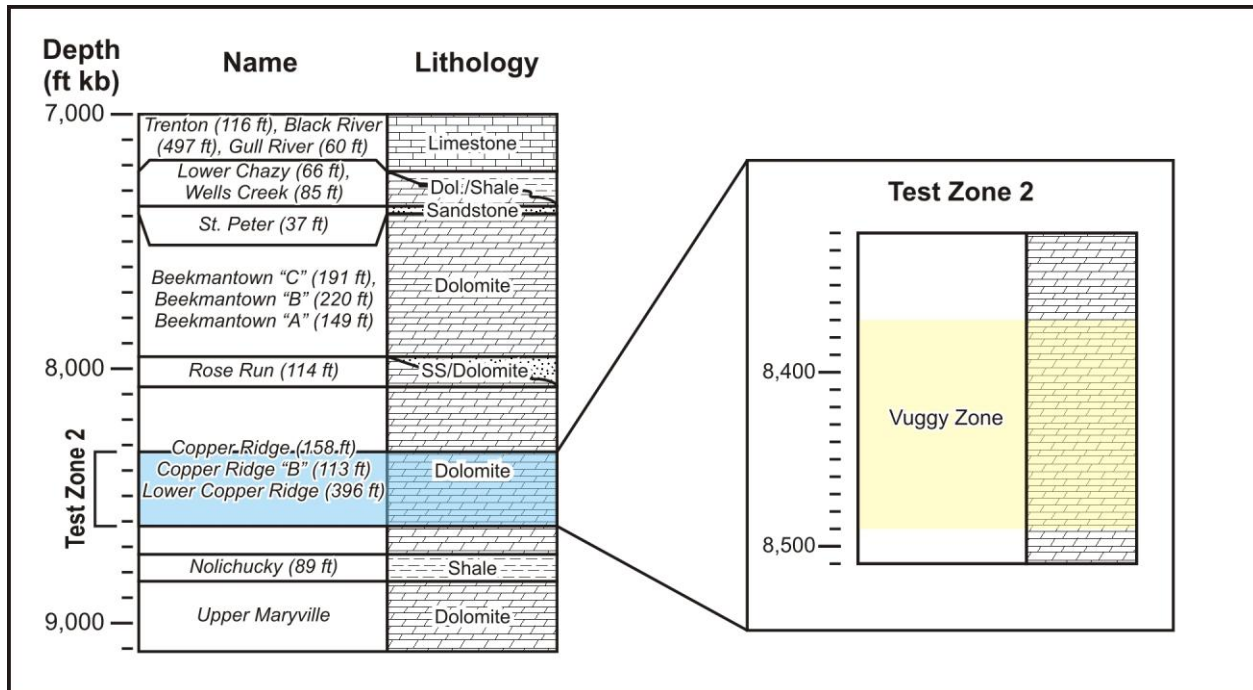 Depth
(ft kb)
Name
Lithology
7,000
Trenton (116 ft), Black River
(497 ft), Gull River (60 ft)
Limestone
Lower Chazy (66 ft),
Wells Creek (85 ft)
Dol./Shale
Sandstone
St. Peter (37 ft)
Beekmantown "C" (191 ft),
Beekmantown "B" (220 ft)
Beekmantown "A" (149 ft)
Dolomite
8,000
Rose Run (114 ft)
SS/Dolomite
Test Zone 2
Copper Ridge (158 ft)
Copper Ridge "B" (113 ft)
Lower Copper Ridge (396 ft)
Dolomite
Nolichucky (89 ft)
Shale
9,000
Upper Maryville
Dolomite
Test Zone 2
8,400
Vuggy Zone
8,500